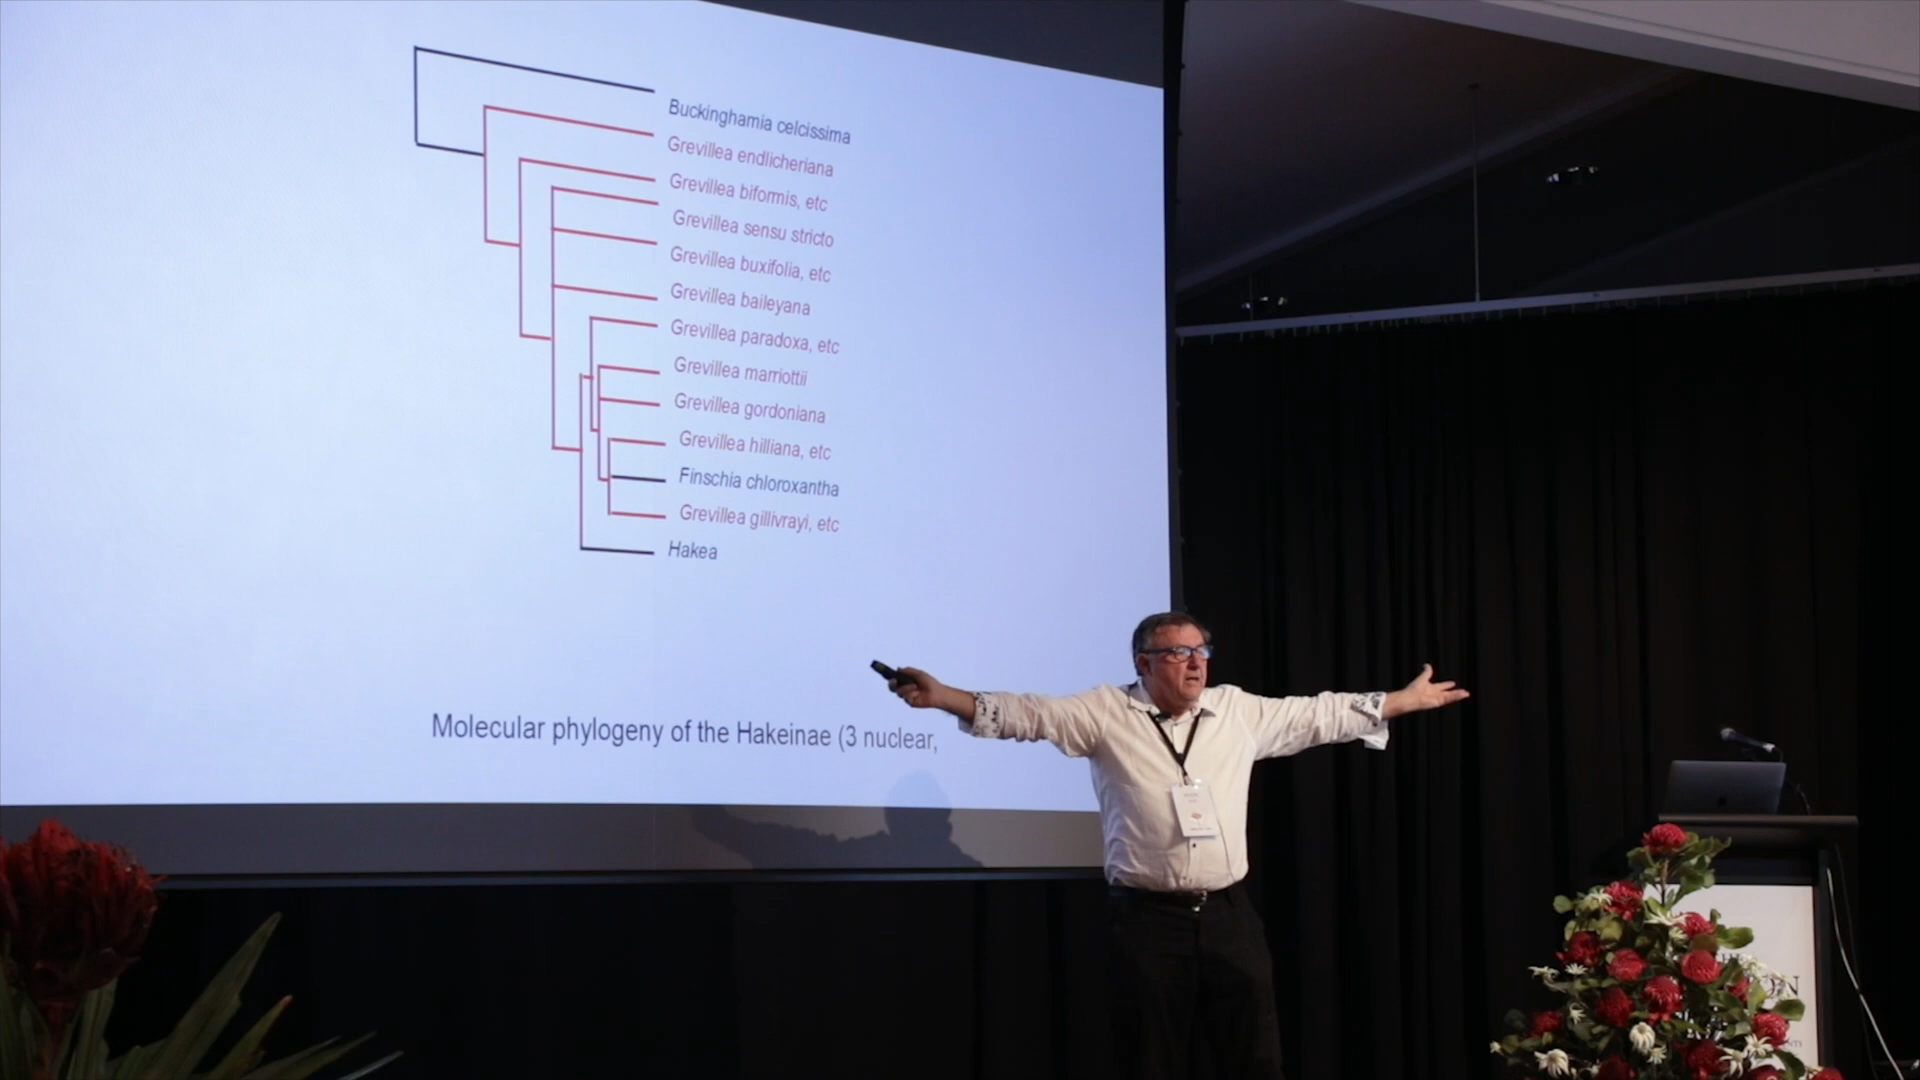 Buckinghamia celcissima
Grevillea endlicheriana
Grevillea biformis, etc
Grevillea sensu stricto
Grevillea buxifolia, etc
Grevillea baileyana
Grevillea paradoxa, etc
Grevillea marriottii
Grevillea gordoniana
Grevillea hilliana, etc
Finschia chloroxantha
Grevillea gillivrayi, etc
Hakea
Molecular phylogeny of the Hakeinae (3 nuclear,